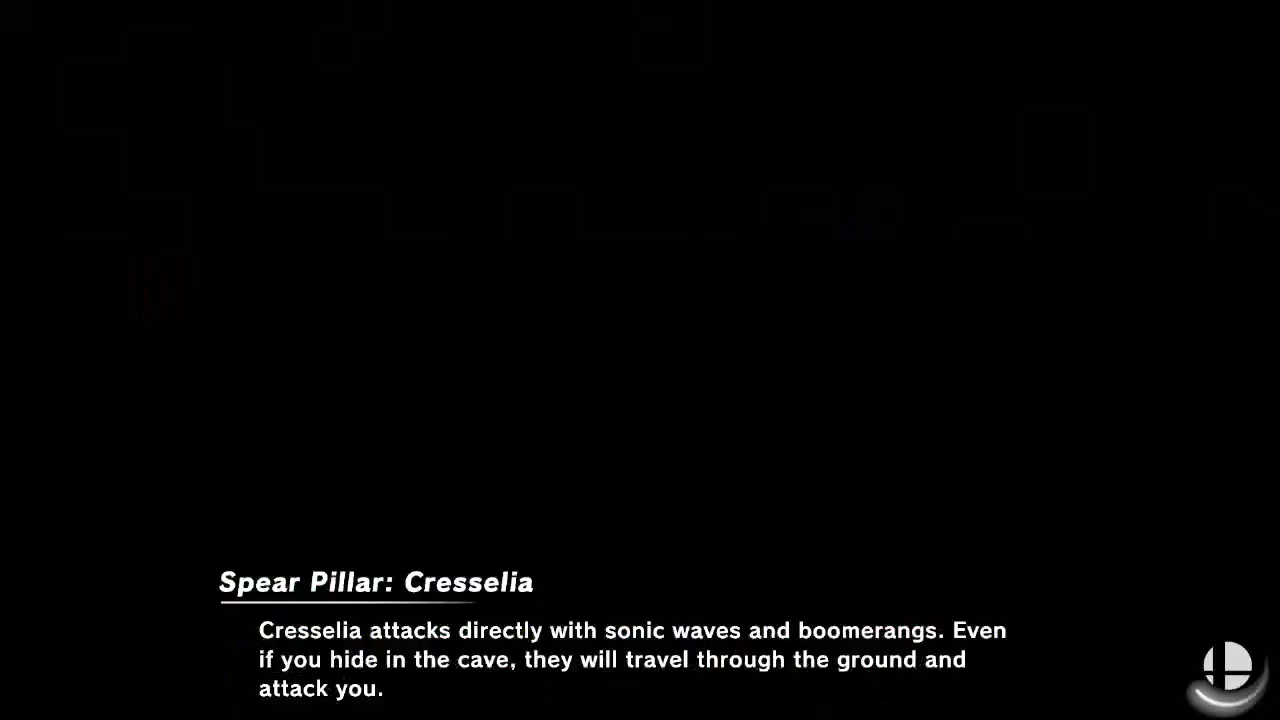 Spear Pillar: Cresselia
Cresselia attacks directly with sonic waves and boomerangs. Even
if you hide in the cave, they will travel through the ground and
attack you.